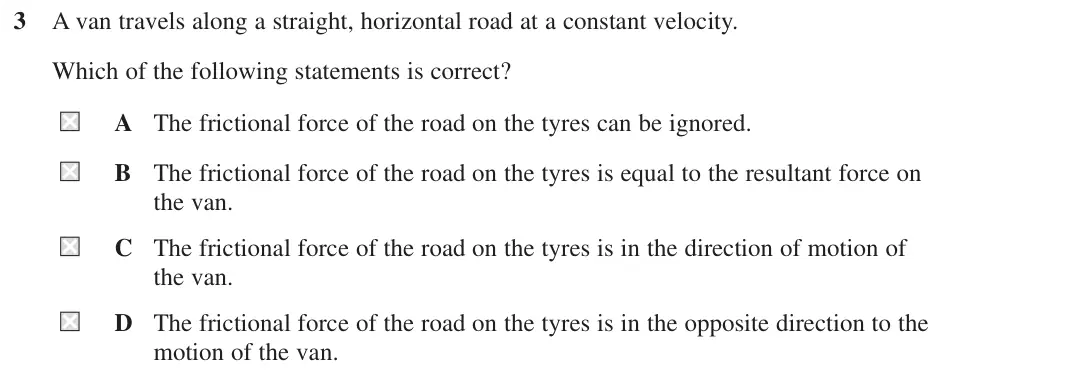 3 A van travels along a straight, horizontal road at a constant velocity.
Which of the following statements is correct?
A The frictional force of the road on the tyres can be ignored.
B The frictional force of the road on the tyres is equal to the resultant force on
the van.
C The frictional force of the road on the tyres is in the direction of motion of
the van.
D The frictional force of the road on the tyres is in the opposite direction to the
motion of the van.